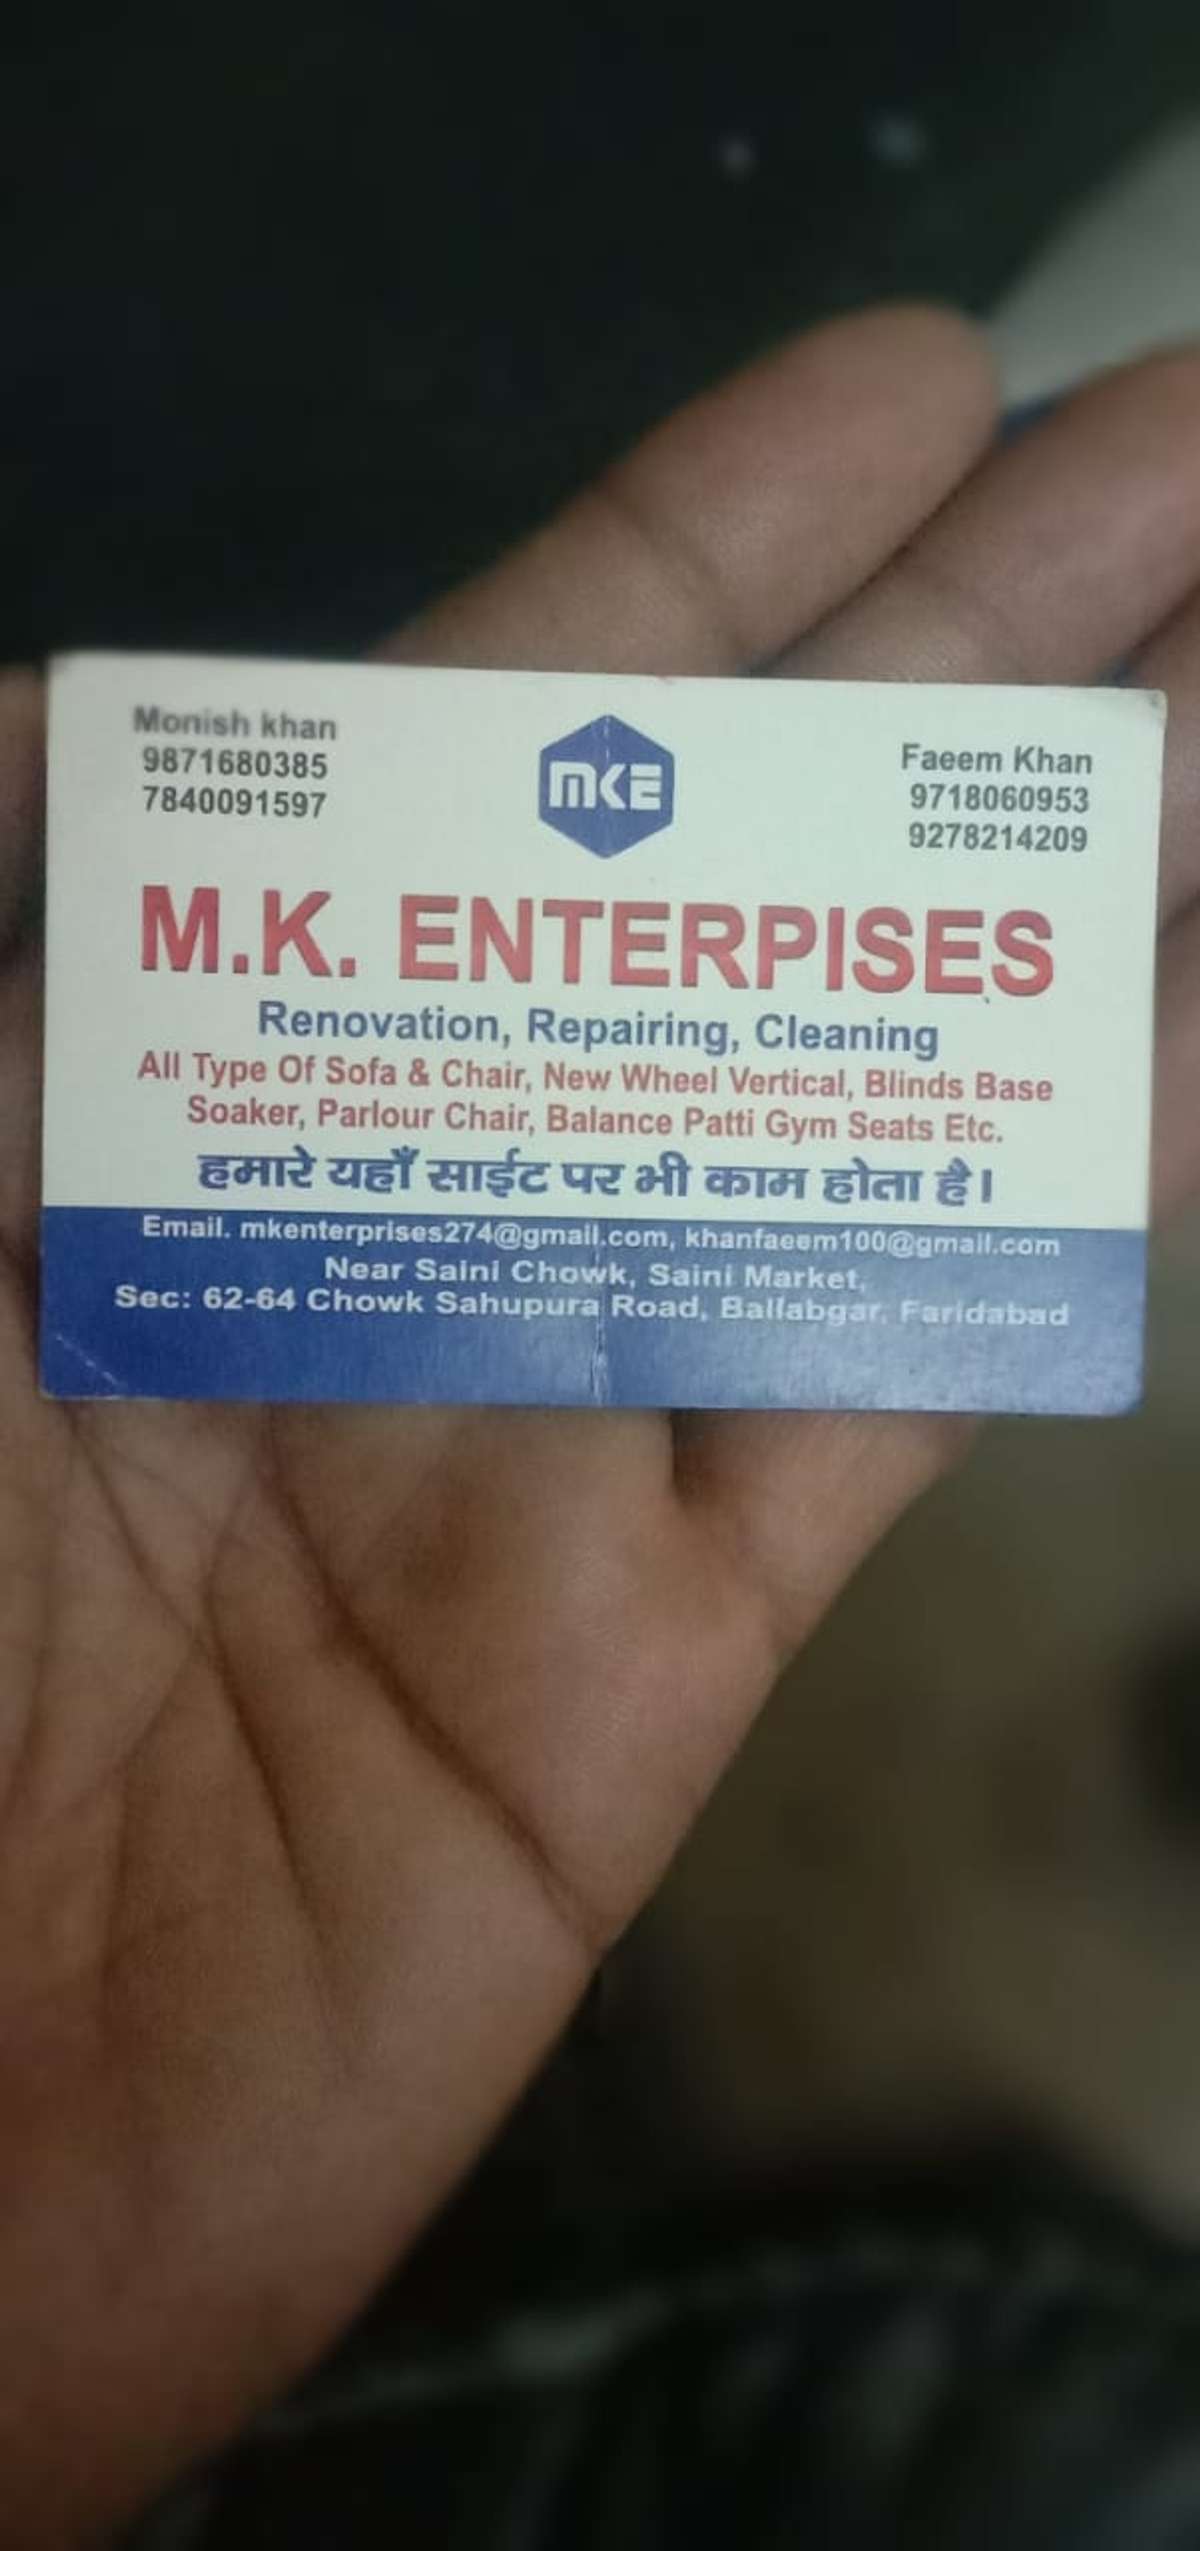 Monish khan
9871680385
7840091597
MKE
Faeem Khan
9718060953
9278214209
M.K. ENTERPISES
Renovation, Repairing, Cleaning
All Type Of Sofa & Chair, New Wheel Vertical, Blinds Base
Soaker, Parlour Chair, Balance Patti Gym Seats Etc.
हमारे यहाँ साईट पर भी काम होता है।
Email. mkenterprises274@gmail.com, khanfaeem100@gmail.com
Near Saini Chowk, Saini Market,
Sec: 62-64 Chowk Sahupura Road, Ballabgar, Faridabad